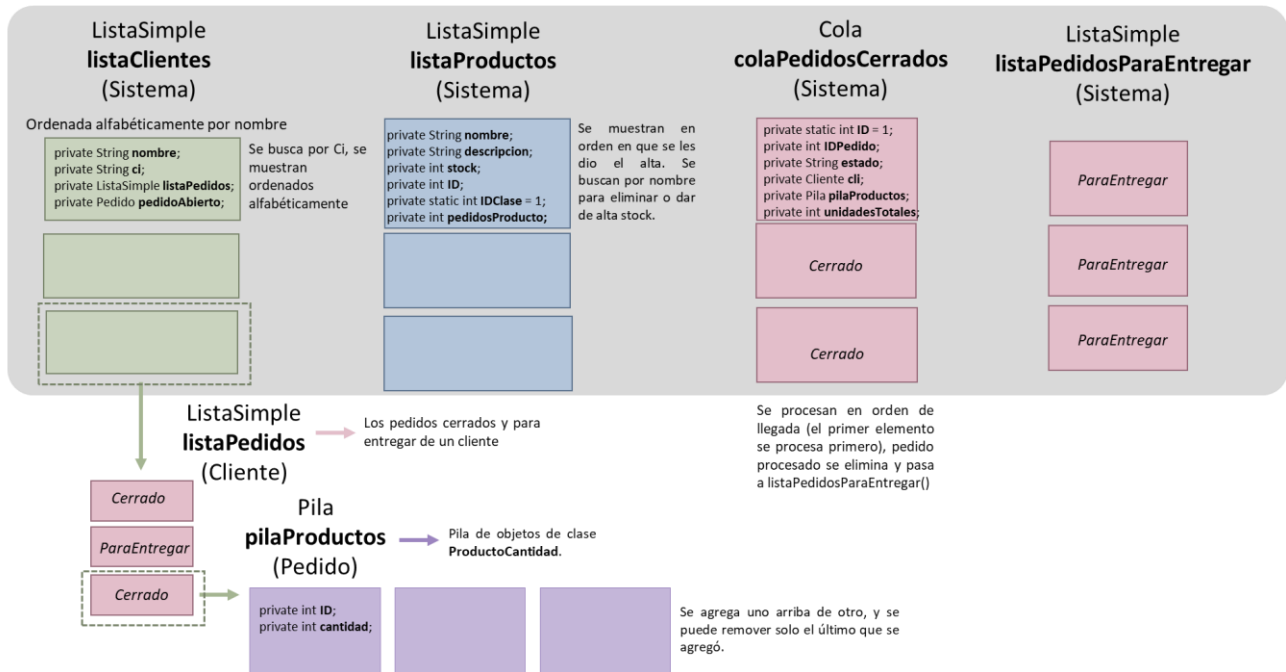 ListaSimple
listaClientes
(Sistema)
Ordenada alfabéticamente por nombre
private String nombre;
private String ci;
private ListaSimple listaPedidos;
private Pedido pedidoAbierto;
Se busca por Ci, se
muestran
ordenados
alfabéticamente
ListaSimple
listaProductos
(Sistema)
private String nombre;
private String descripcion;
private int stock;
private int ID;
private static int IDClase = 1;
private int pedidosProducto;
Se muestran en
orden en que se les
dio el alta. Se
buscan por nombre
para eliminar o dar
de alta stock.
Cola
colaPedidosCerrados
(Sistema)
private static int ID = 1;
private int IDPedido;
private String estado;
private Cliente cli;
private Pila pilaProductos;
private int unidadesTotales;
Cerrado
Cerrado
ListaSimple
listaPedidosParaEntregar
(Sistema)
ParaEntregar
ParaEntregar
ParaEntregar
ListaSimple
listaPedidos
(Cliente)
Los pedidos cerrados y para
entregar de un cliente
Se procesan en orden de
llegada (el primer elemento
se procesa primero), pedido
procesado se elimina y pasa
a listaPedidosParaEntregar()
Cerrado
ParaEntregar
Cerrado
Pila
pilaProductos
(Pedido)
Pila de objetos de clase
ProductoCantidad.
private int ID;
private int cantidad;
Se agrega uno arriba de otro, y se
puede remover solo el último que se
agregó.